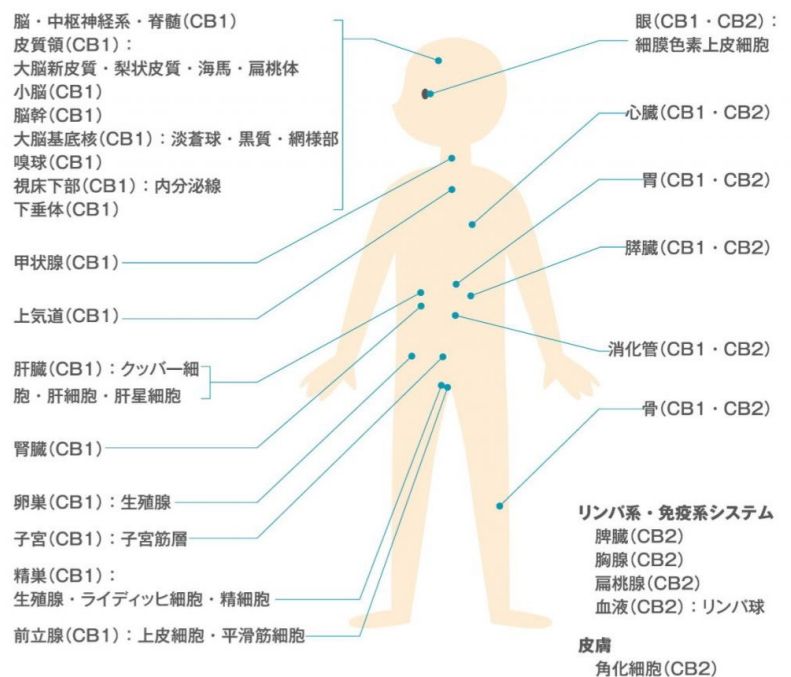 脳・中枢神経系・脊髄(CB1)
皮質領(CB1)：
大脳新皮質・梨状皮質・海馬・扁桃体
小脳(CB1)
脳幹(CB1)
大脳基底核(CB1)：淡蒼球・黒質・網様部
嗅球(CB1)
視床下部(CB1)：内分泌線
下垂体(CB1)
甲状腺(CB1)
上気道(CB1)
肝臓(CB1)：クッバー細
胞・肝細胞・肝星細胞
腎臓(CB1)
卵巣(CB1)：生殖腺
子宮(CB1)：子宮筋層
精巣(CB1)：
生殖腺・ライディッヒ細胞・精細胞
前立腺(CB1)：上皮細胞・平滑筋細胞
眼(CB1・CB2)：
細膜色素上皮細胞
心臓(CB1・CB2)
胃(CB1・CB2)
膵臓(CB1・CB2)
消化管(CB1・CB2)
骨(CB1・CB2)
リンパ系・免疫系システム
脾臓(CB2)
胸腺(CB2)
扁桃腺(CB2)
血液(CB2)：リンパ球
皮膚
角化細胞(CB2)